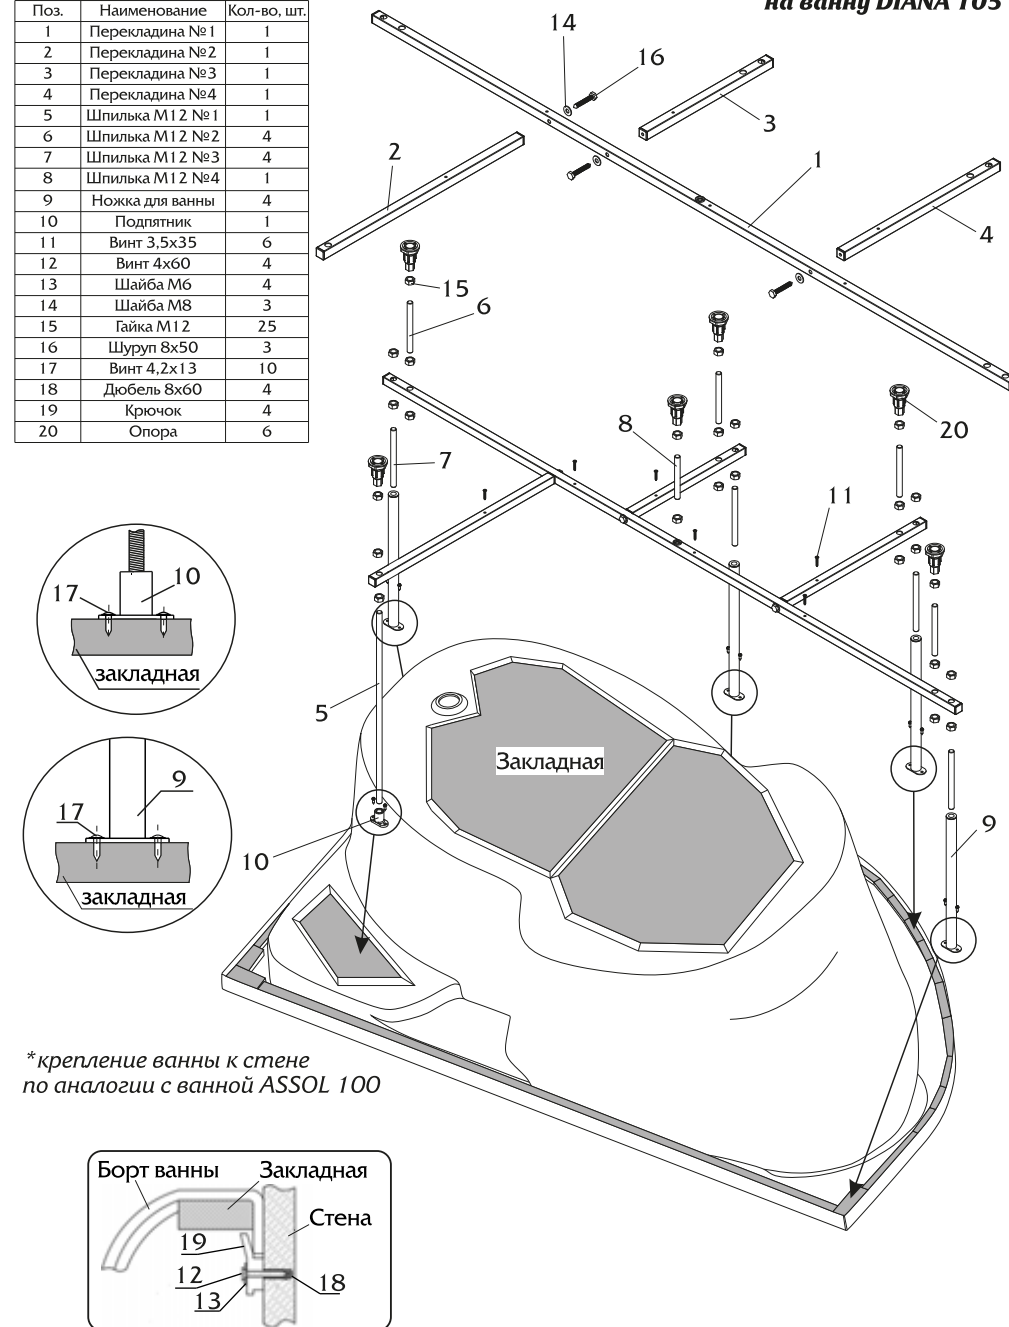 на ванну DIANA 105
Поз. Наименование Кол-во, шт.
1 Перекладина №1 1
2 Перекладина №2 1
3 Перекладина №3 1
4 Перекладина №4 1
5 Шпилька М12 №1 1
6 Шпилька М12 №2 4
7 Шпилька М12 №3 4
8 Шпилька М12 №4 1
9 Ножка для ванны 4
10 Подпятник 1
11 Винт 3,5х35 6
12 Винт 4х60 4
13 Шайба М6 4
14 Шайба М8 3
15 Гайка М12 25
16 Шуруп 8х50 3
17 Винт 4,2х13 10
18 Дюбель 8х60 4
19 Крючок 4
20 Опора 6
14
16
3
2
1
4
15
6
20
8
7
11
17
10
закладная
5
Закладная
17
9
закладная
10
9
*крепление ванны к стене
по аналогии с ванной ASSOL 100
Борт ванны
Закладная
Стена
19
12
13
18